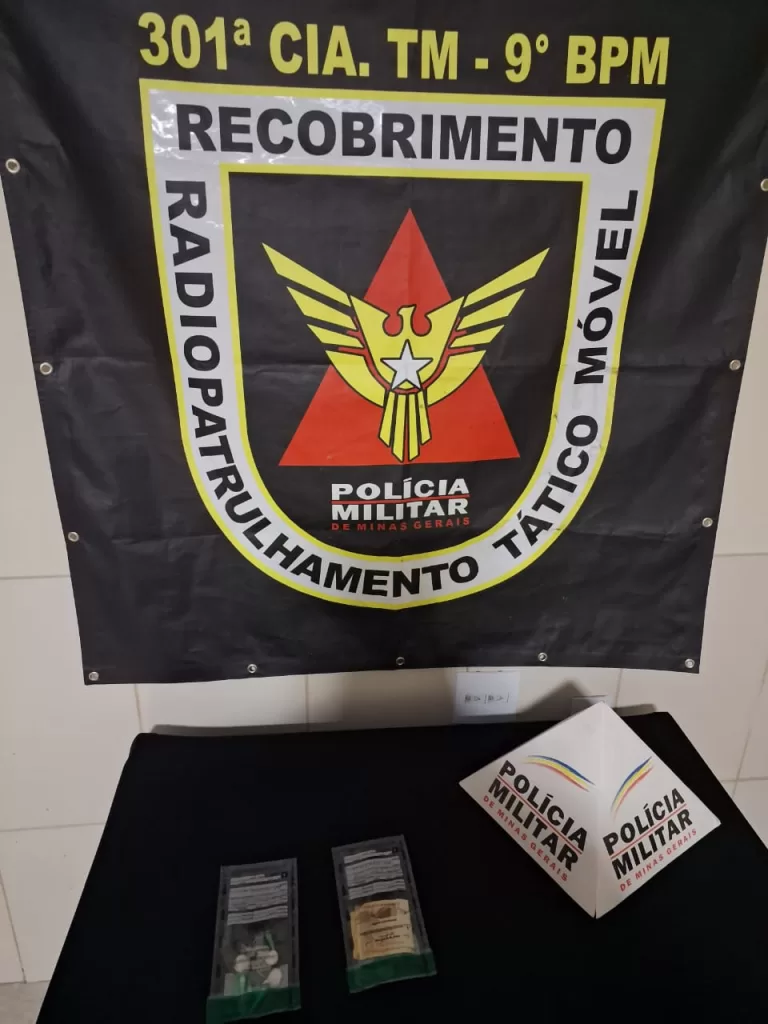 301ª CIA. TM - 9° BPM
RECOBRIMENTO
RADIOPATRULHAMENTO TÁTICO MÓVEL
POLÍCIA
MILITAR
DE MINAS GERAIS
POLÍCIA
MILITAR
DE MINAS GERAIS
POLÍCIA
MILITAR
DE MINAS GERAIS